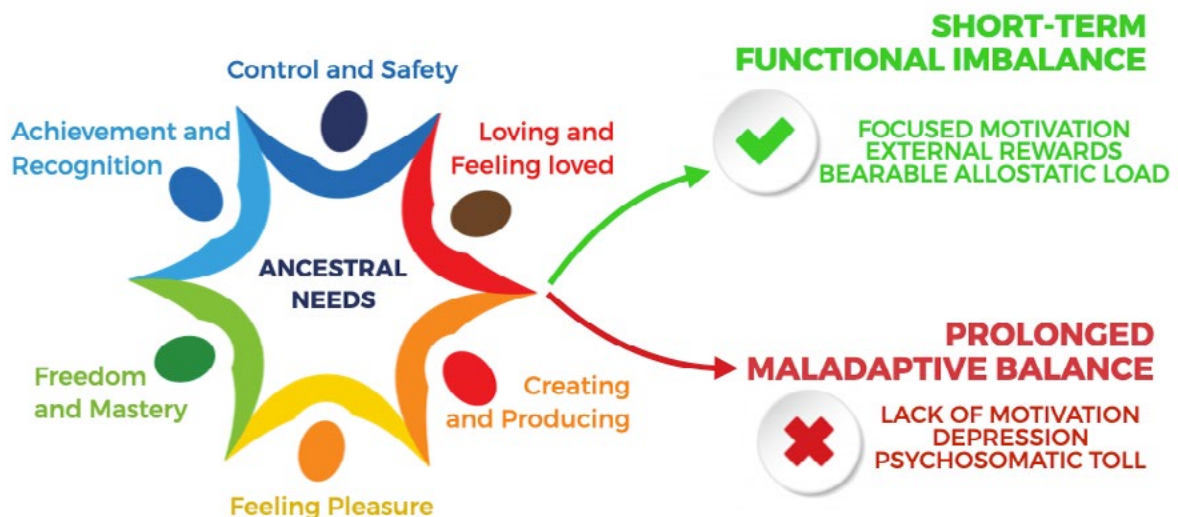 Control and Safety
Achievement and
Recognition
Loving and
Feeling loved
ANCESTRAL
NEEDS
Freedom
and Mastery
Creating
and Producing
Feeling Pleasure
SHORT-TERM
FUNCTIONAL IMBALANCE
FOCUSED MOTIVATION
EXTERNAL REWARDS
BEARABLE ALLOSTATIC LOAD
PROLONGED
MALADAPTIVE BALANCE
LACK OF MOTIVATION
DEPRESSION
PSYCHOSOMATIC TOLL